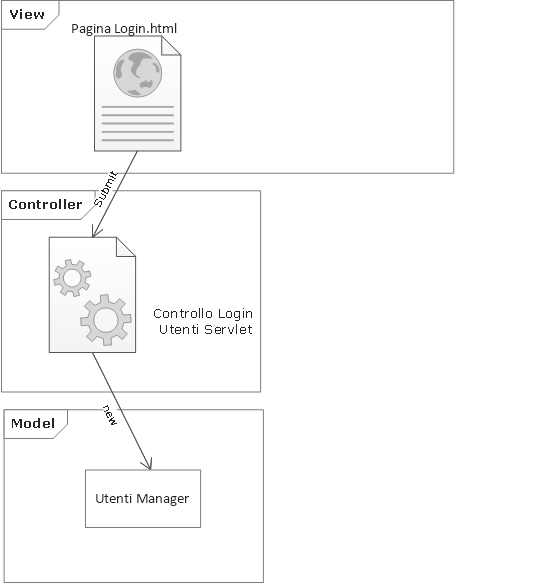 View
Pagina Login.html
Submit
Controller
Controllo Login
Utenti Servlet
new
Model
Utenti Manager